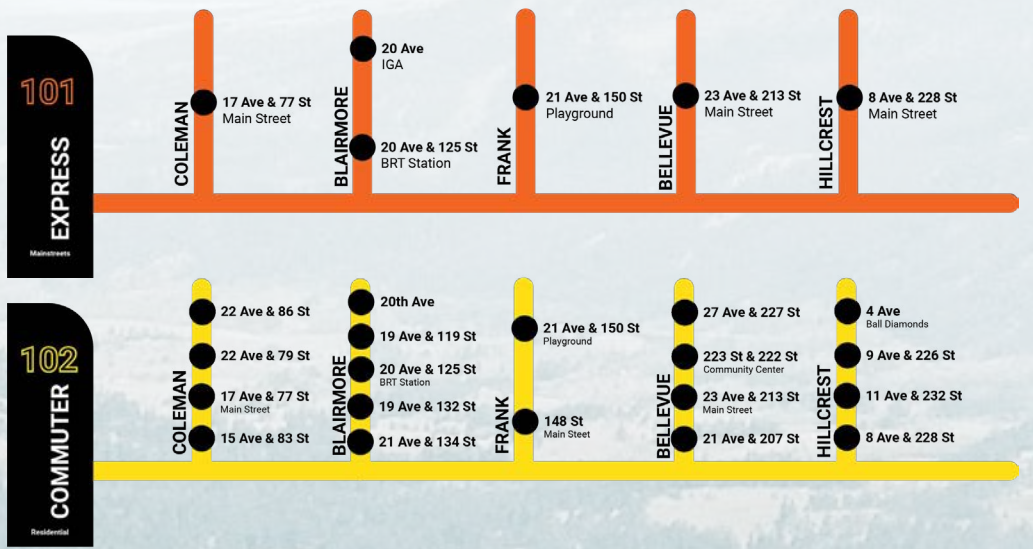 101
EXPRESS
Mainstreets
COLEMAN
17 Ave & 77 St
Main Street
BLAIRMORE
20 Ave
IGA
20 Ave & 125 St
BRT Station
FRANK
21 Ave & 150 St
Playground
BELLEVUE
23 Ave & 213 St
Main Street
HILLCREST
8 Ave & 228 St
Main Street
102
COMMUTER
Residential
COLEMAN
22 Ave & 86 St
22 Ave & 79 St
17 Ave & 77 St
Main Street
15 Ave & 83 St
BLAIRMORE
20th Ave
19 Ave & 119 St
20 Ave & 125 St
BRT Station
19 Ave & 132 St
21 Ave & 134 St
FRANK
21 Ave & 150 St
Playground
148 St
Main Steet
BELLEVUE
27 Ave & 227 St
223 St & 222 St
Community Center
23 Ave & 213 St
Main Street
21 Ave & 207 St
HILLCREST
4 Ave
Ball Diamonds
9 Ave & 226 St
11 Ave & 232 St
8 Ave & 228 St